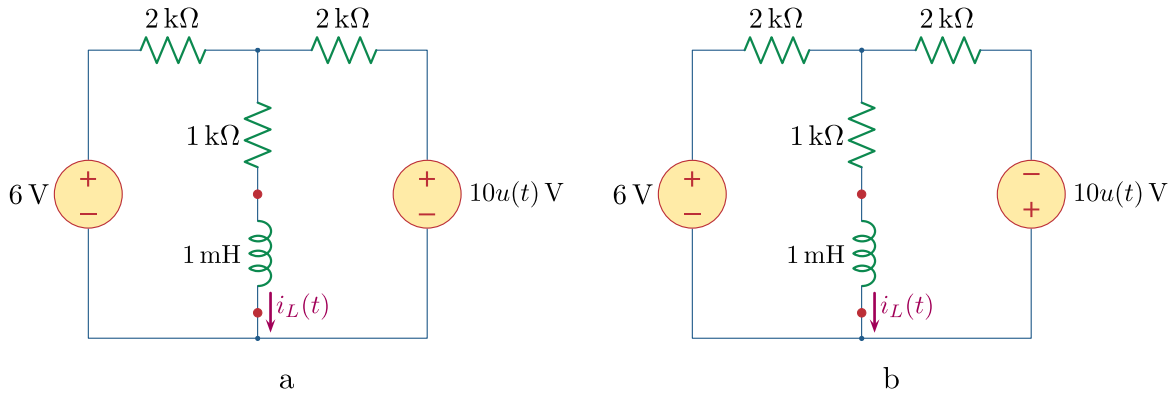 2 kΩ 2 kΩ
1 kΩ
6 V + − + − 10u(t) V
1 mH
i_L(t)
a
2 kΩ 2 kΩ
1 kΩ
6 V + − − + 10u(t) V
1 mH
i_L(t)
b